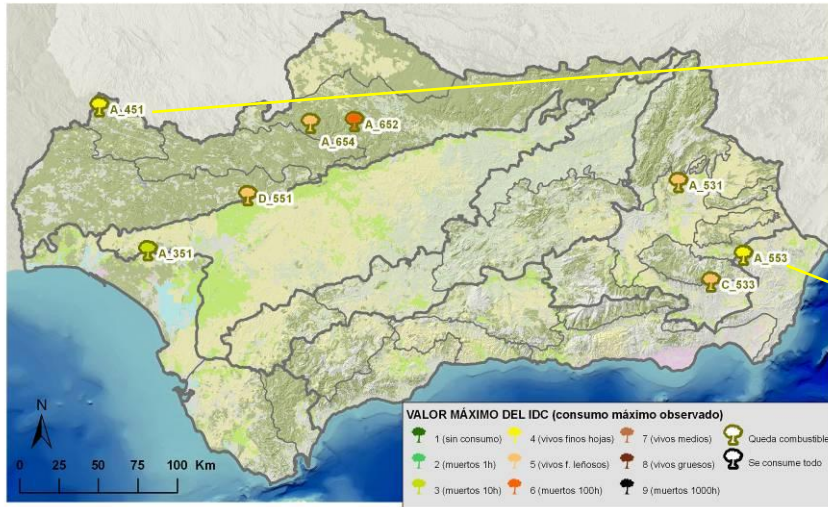 A_451
A_652
A_654
D_551
A_531
A_351
A_553
C_533
N
0 25 50 100 Km
VALOR MÁXIMO DEL IDC (consumo máximo observado)
1 (sin consumo) 4 (vivos finos hojas) 7 (vivos medios) Queda combustible
2 (muertos 1h) 5 (vivos f. leñosos) 8 (vivos gruesos) Se consume todo
3 (muertos 10h) 6 (muertos 100h) 9 (muertos 1000h)